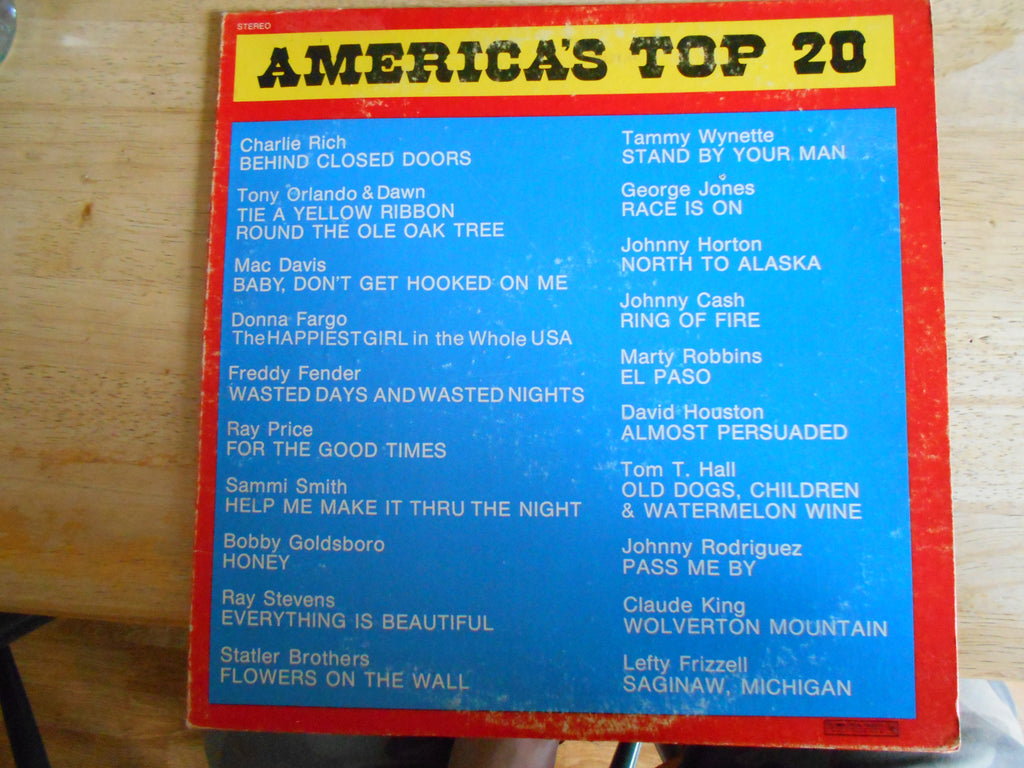 STEREO
AMERICA'S TOP 20
Charlie Rich
BEHIND CLOSED DOORS
Tony Orlando & Dawn
TIE A YELLOW RIBBON
ROUND THE OLE OAK TREE
Mac Davis
BABY, DON'T GET HOOKED ON ME
Donna Fargo
The HAPPIEST GIRL in the Whole USA
Freddy Fender
WASTED DAYS AND WASTED NIGHTS
Ray Price
FOR THE GOOD TIMES
Sammi Smith
HELP ME MAKE IT THRU THE NIGHT
Bobby Goldsboro
HONEY
Ray Stevens
EVERYTHING IS BEAUTIFUL
Statler Brothers
FLOWERS ON THE WALL
Tammy Wynette
STAND BY YOUR MAN
George Jones
RACE IS ON
Johnny Horton
NORTH TO ALASKA
Johnny Cash
RING OF FIRE
Marty Robbins
EL PASO
David Houston
ALMOST PERSUADED
Tom T. Hall
OLD DOGS, CHILDREN
& WATERMELON WINE
Johnny Rodriguez
PASS ME BY
Claude King
WOLVERTON MOUNTAIN
Lefty Frizzell
SAGINAW, MICHIGAN